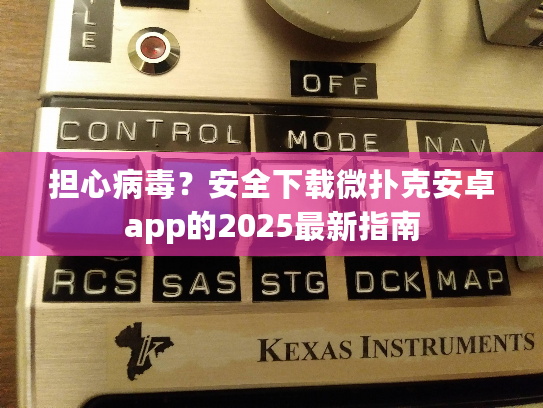 YLE
OFF
CONTROL MODE NAV
担心病毒？安全下载微扑克安卓
app的2025最新指南
RCS SAS STG DCK MAP
K KEXAS INSTRUMENTS